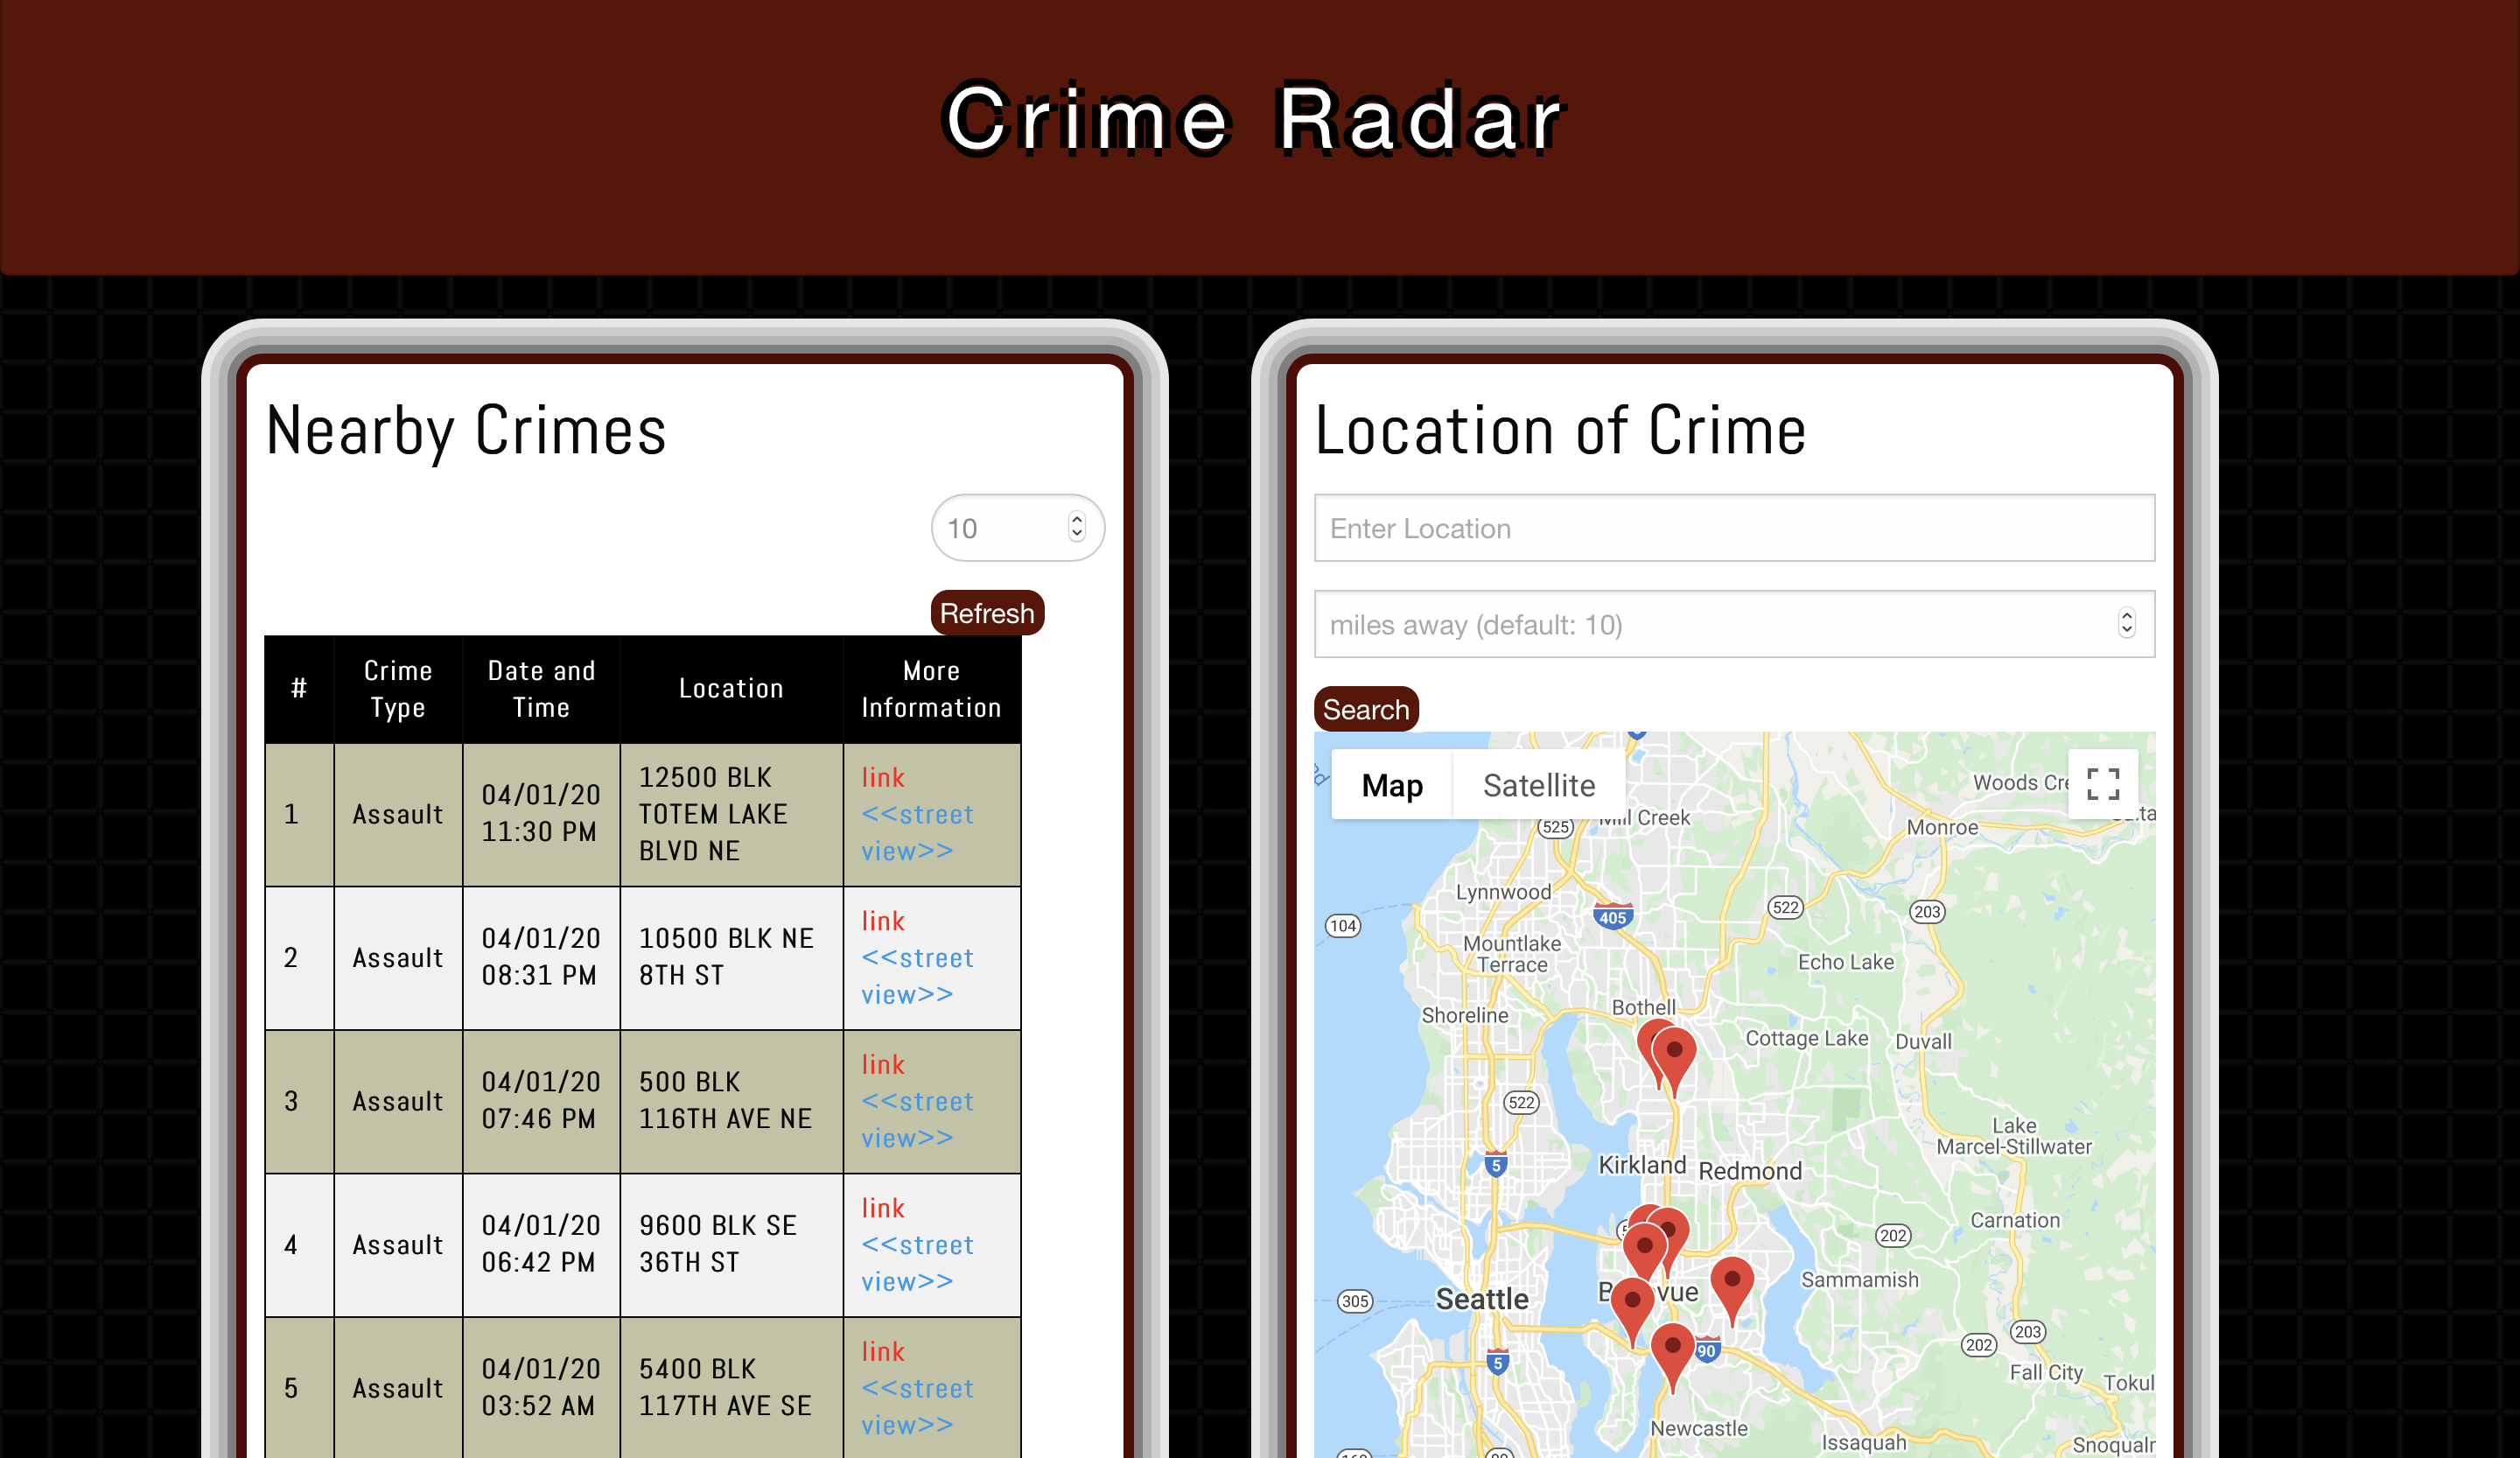 Crime Radar
Nearby Crimes
10
Refresh
#
Crime
Type
Date and
Time
Location
More
Information
1
Assault
04/01/20
11:30 PM
12500 BLK
TOTEM LAKE
BLVD NE
link
<<street
view>>
2
Assault
04/01/20
08:31 PM
10500 BLK NE
8TH ST
link
<<street
view>>
3
Assault
04/01/20
07:46 PM
500 BLK
116TH AVE NE
link
<<street
view>>
4
Assault
04/01/20
06:42 PM
9600 BLK SE
36TH ST
link
<<street
view>>
5
Assault
04/01/20
03:52 AM
5400 BLK
117TH AVE SE
link
<<street
view>>
Location of Crime
Enter Location
miles away (default: 10)
Search
Map
Satellite
Woods Cre
525
Mill Creek
Monroe
Lynnwood
405
522
203
104
Mountlake
Terrace
Echo Lake
Bothell
Shoreline
Cottage Lake
Duvall
522
Lake
Marcel-Stillwater
5
Kirkland
Redmond
Carnation
202
Sammamish
Seattle
305
90
203
202
5
Fall City
Tokul
Newcastle
Issaquah
Snoqualm